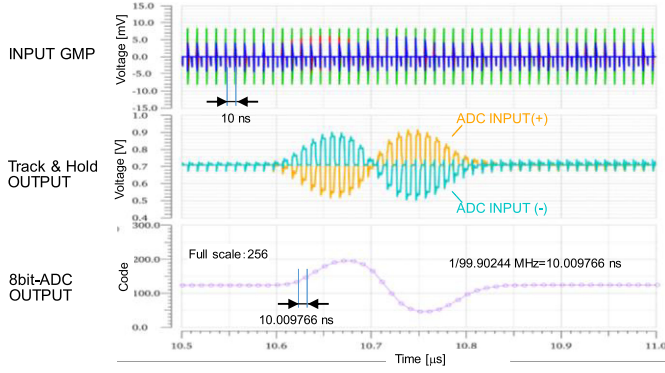 INPUT GMP
Voltage [mV]
15.0
10.0
5.0
0.0
5.0
10.0
-15.0
10 ns
Track & Hold
OUTPUT
Voltage [V]
1.0
0.9
0.8
0.7
0.6
0.5
0.4
ADC INPUT(+)
ADC INPUT (-)
8bit-ADC
OUTPUT
Code
300.0
200.0
100.0
0.0
Full scale：256
1/99.90244 MHz=10.009766 ns
10.009766 ns
10.5
10.6
10.7
10.8
10.9
11.0
Time [μs]